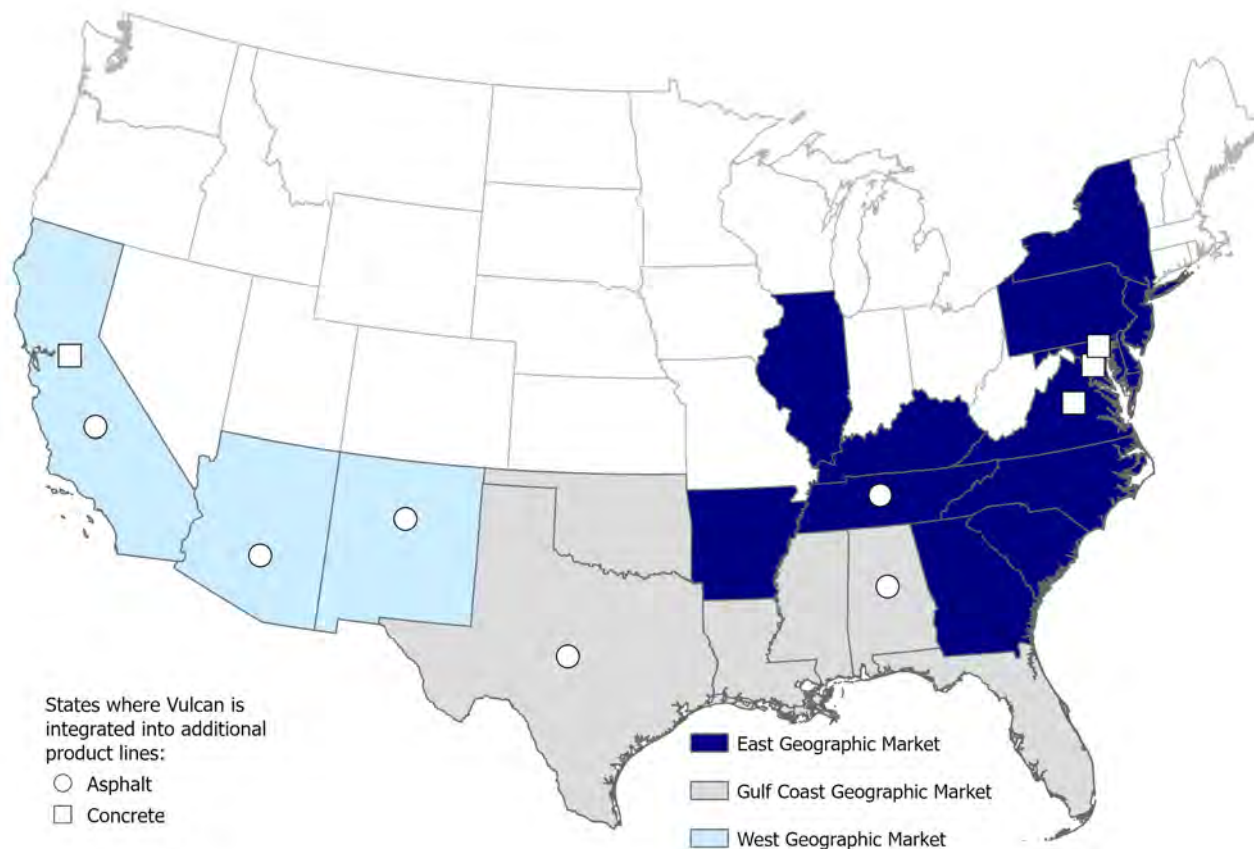 States where Vulcan is
integrated into additional
product lines:
Asphalt
Concrete
East Geographic Market
Gulf Coast Geographic Market
West Geographic Market